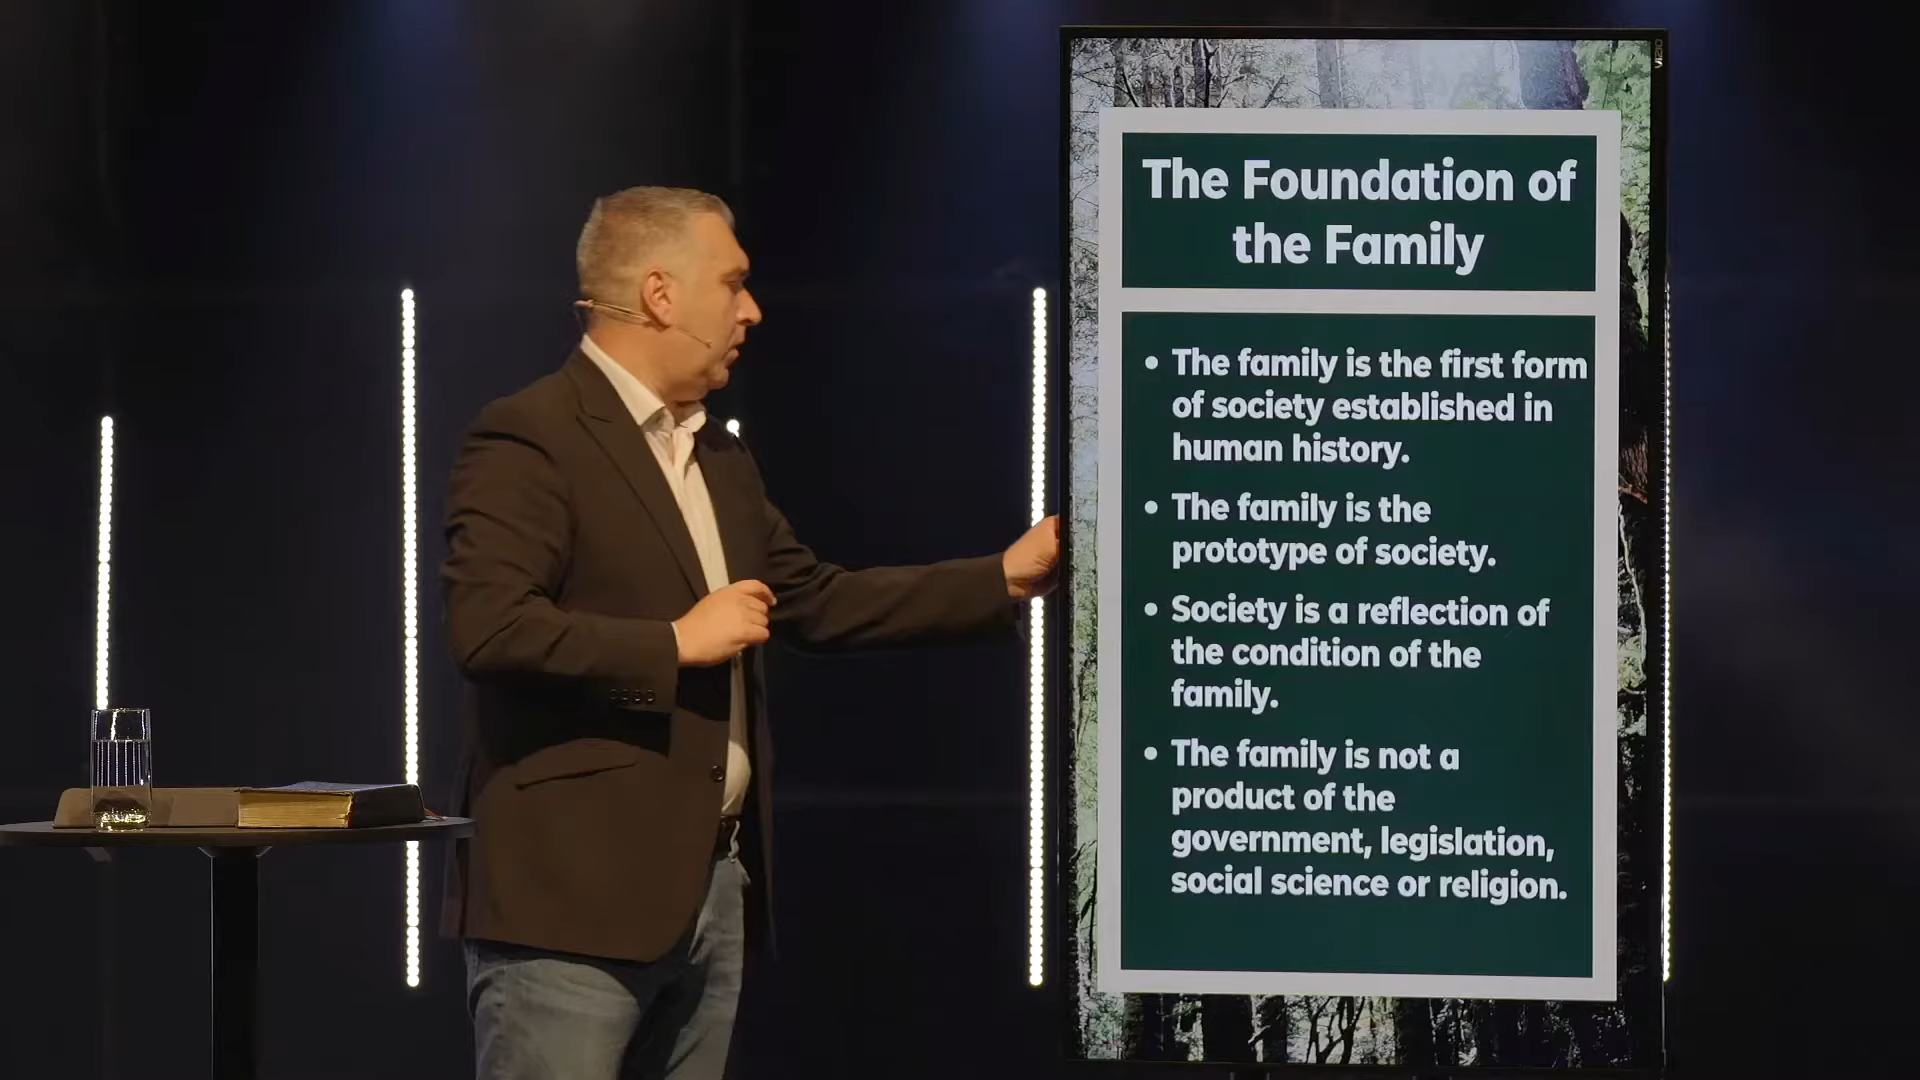 VIZIO
The Foundation of
the Family
• The family is the first form
of society established in
human history.
• The family is the
prototype of society.
• Society is a reflection of
the condition of the
family.
• The family is not a
product of the
government, legislation,
social science or religion.